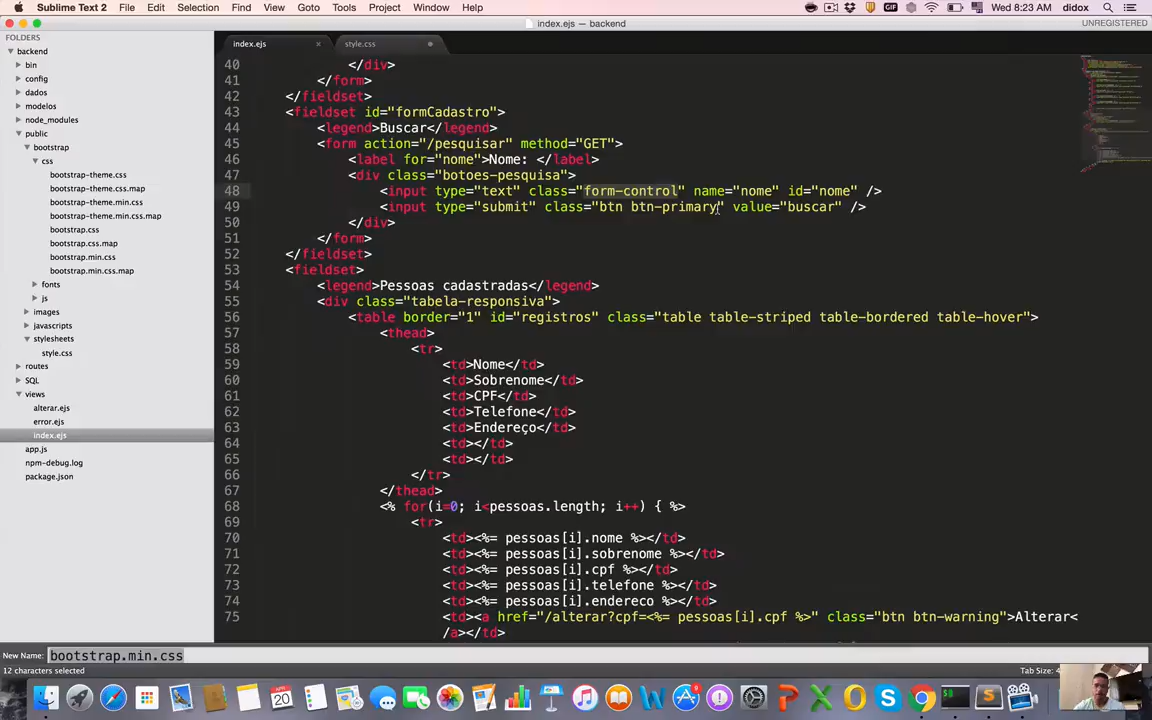 Sublime Text 2 File Edit Selection Find View Goto Tools Project Window Help
GIF Wed 8:23 AM didox
index.ejs — backend
UNREGISTERED
FOLDERS
backend
bin
config
dados
modelos
node_modules
public
bootstrap
css
bootstrap-theme.css
bootstrap-theme.css.map
bootstrap-theme.min.css
bootstrap-theme.min.css.map
bootstrap.css
bootstrap.css.map
bootstrap.min.css
bootstrap.min.css.map
fonts
js
images
javascripts
stylesheets
style.css
routes
SQL
views
alterar.ejs
error.ejs
index.ejs
app.js
npm-debug.log
package.json
index.ejs × style.css
40 </div>
41 </form>
42 </fieldset>
43 <fieldset id="formCadastro">
44 <legend>Buscar</legend>
45 <form action="/pesquisar" method="GET">
46 <label for="nome">Nome: </label>
47 <div class="botoes-pesquisa">
48 <input type="text" class="form-control" name="nome" id="nome" />
49 <input type="submit" class="btn btn-primary" value="buscar" />
50 </div>
51 </form>
52 </fieldset>
53 <fieldset>
54 <legend>Pessoas cadastradas</legend>
55 <div class="tabela-responsiva">
56 <table border="1" id="registros" class="table table-striped table-bordered table-hover">
57 <thead>
58 <tr>
59 <td>Nome</td>
60 <td>Sobrenome</td>
61 <td>CPF</td>
62 <td>Telefone</td>
63 <td>Endereço</td>
64 <td></td>
65 <td></td>
66 </tr>
67 </thead>
68 <% for(i=0; i<pessoas.length; i++) { %>
69 <tr>
70 <td><%= pessoas[i].nome %></td>
71 <td><%= pessoas[i].sobrenome %></td>
72 <td><%= pessoas[i].cpf %></td>
73 <td><%= pessoas[i].telefone %></td>
74 <td><%= pessoas[i].endereco %></td>
75 <td><a href="/alterar?cpf=<%= pessoas[i].cpf %>" class="btn btn-warning">Alterar<
/a></td>
New Name: bootstrap.min.css
12 characters selected